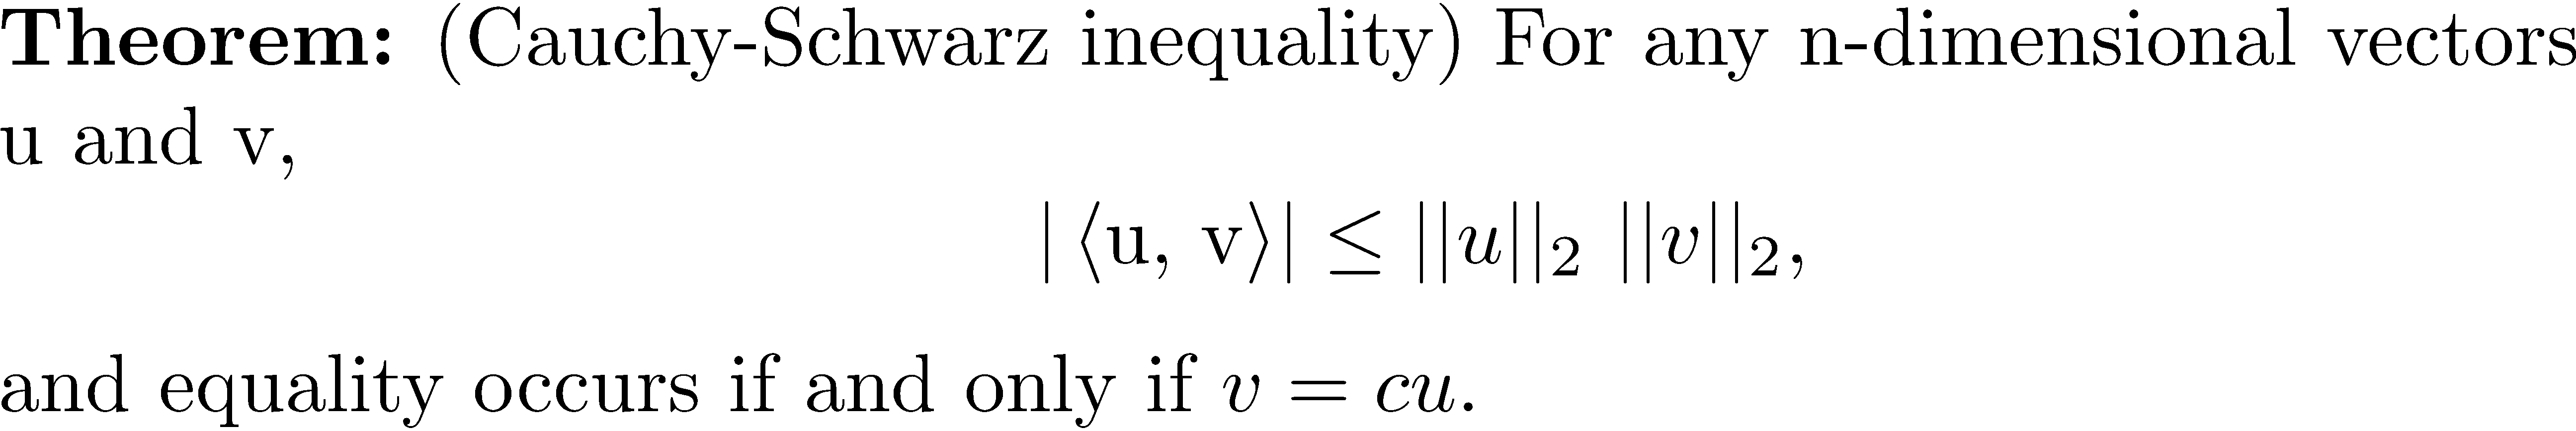 Theorem: (Cauchy-Schwarz inequality) For any n-dimensional vectors
u and v,
| ⟨u, v⟩| ≤ ||u||₂ ||v||₂,
and equality occurs if and only if v = cu.